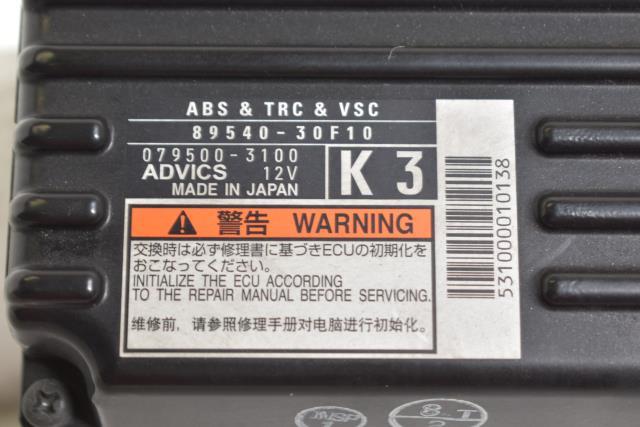 ABS & TRC & VSC
89540-30F10
079500-3100
ADVICS 12V
MADE IN JAPAN
K 3
警告 WARNING
交換時は必ず修理書に基づきECUの初期化を
おこなってください。
INITIALIZE THE ECU ACCORDING
TO THE REPAIR MANUAL BEFORE SERVICING.
维修前，请参照修理手册对电脑进行初始化。
531000010138
INSP
8 T